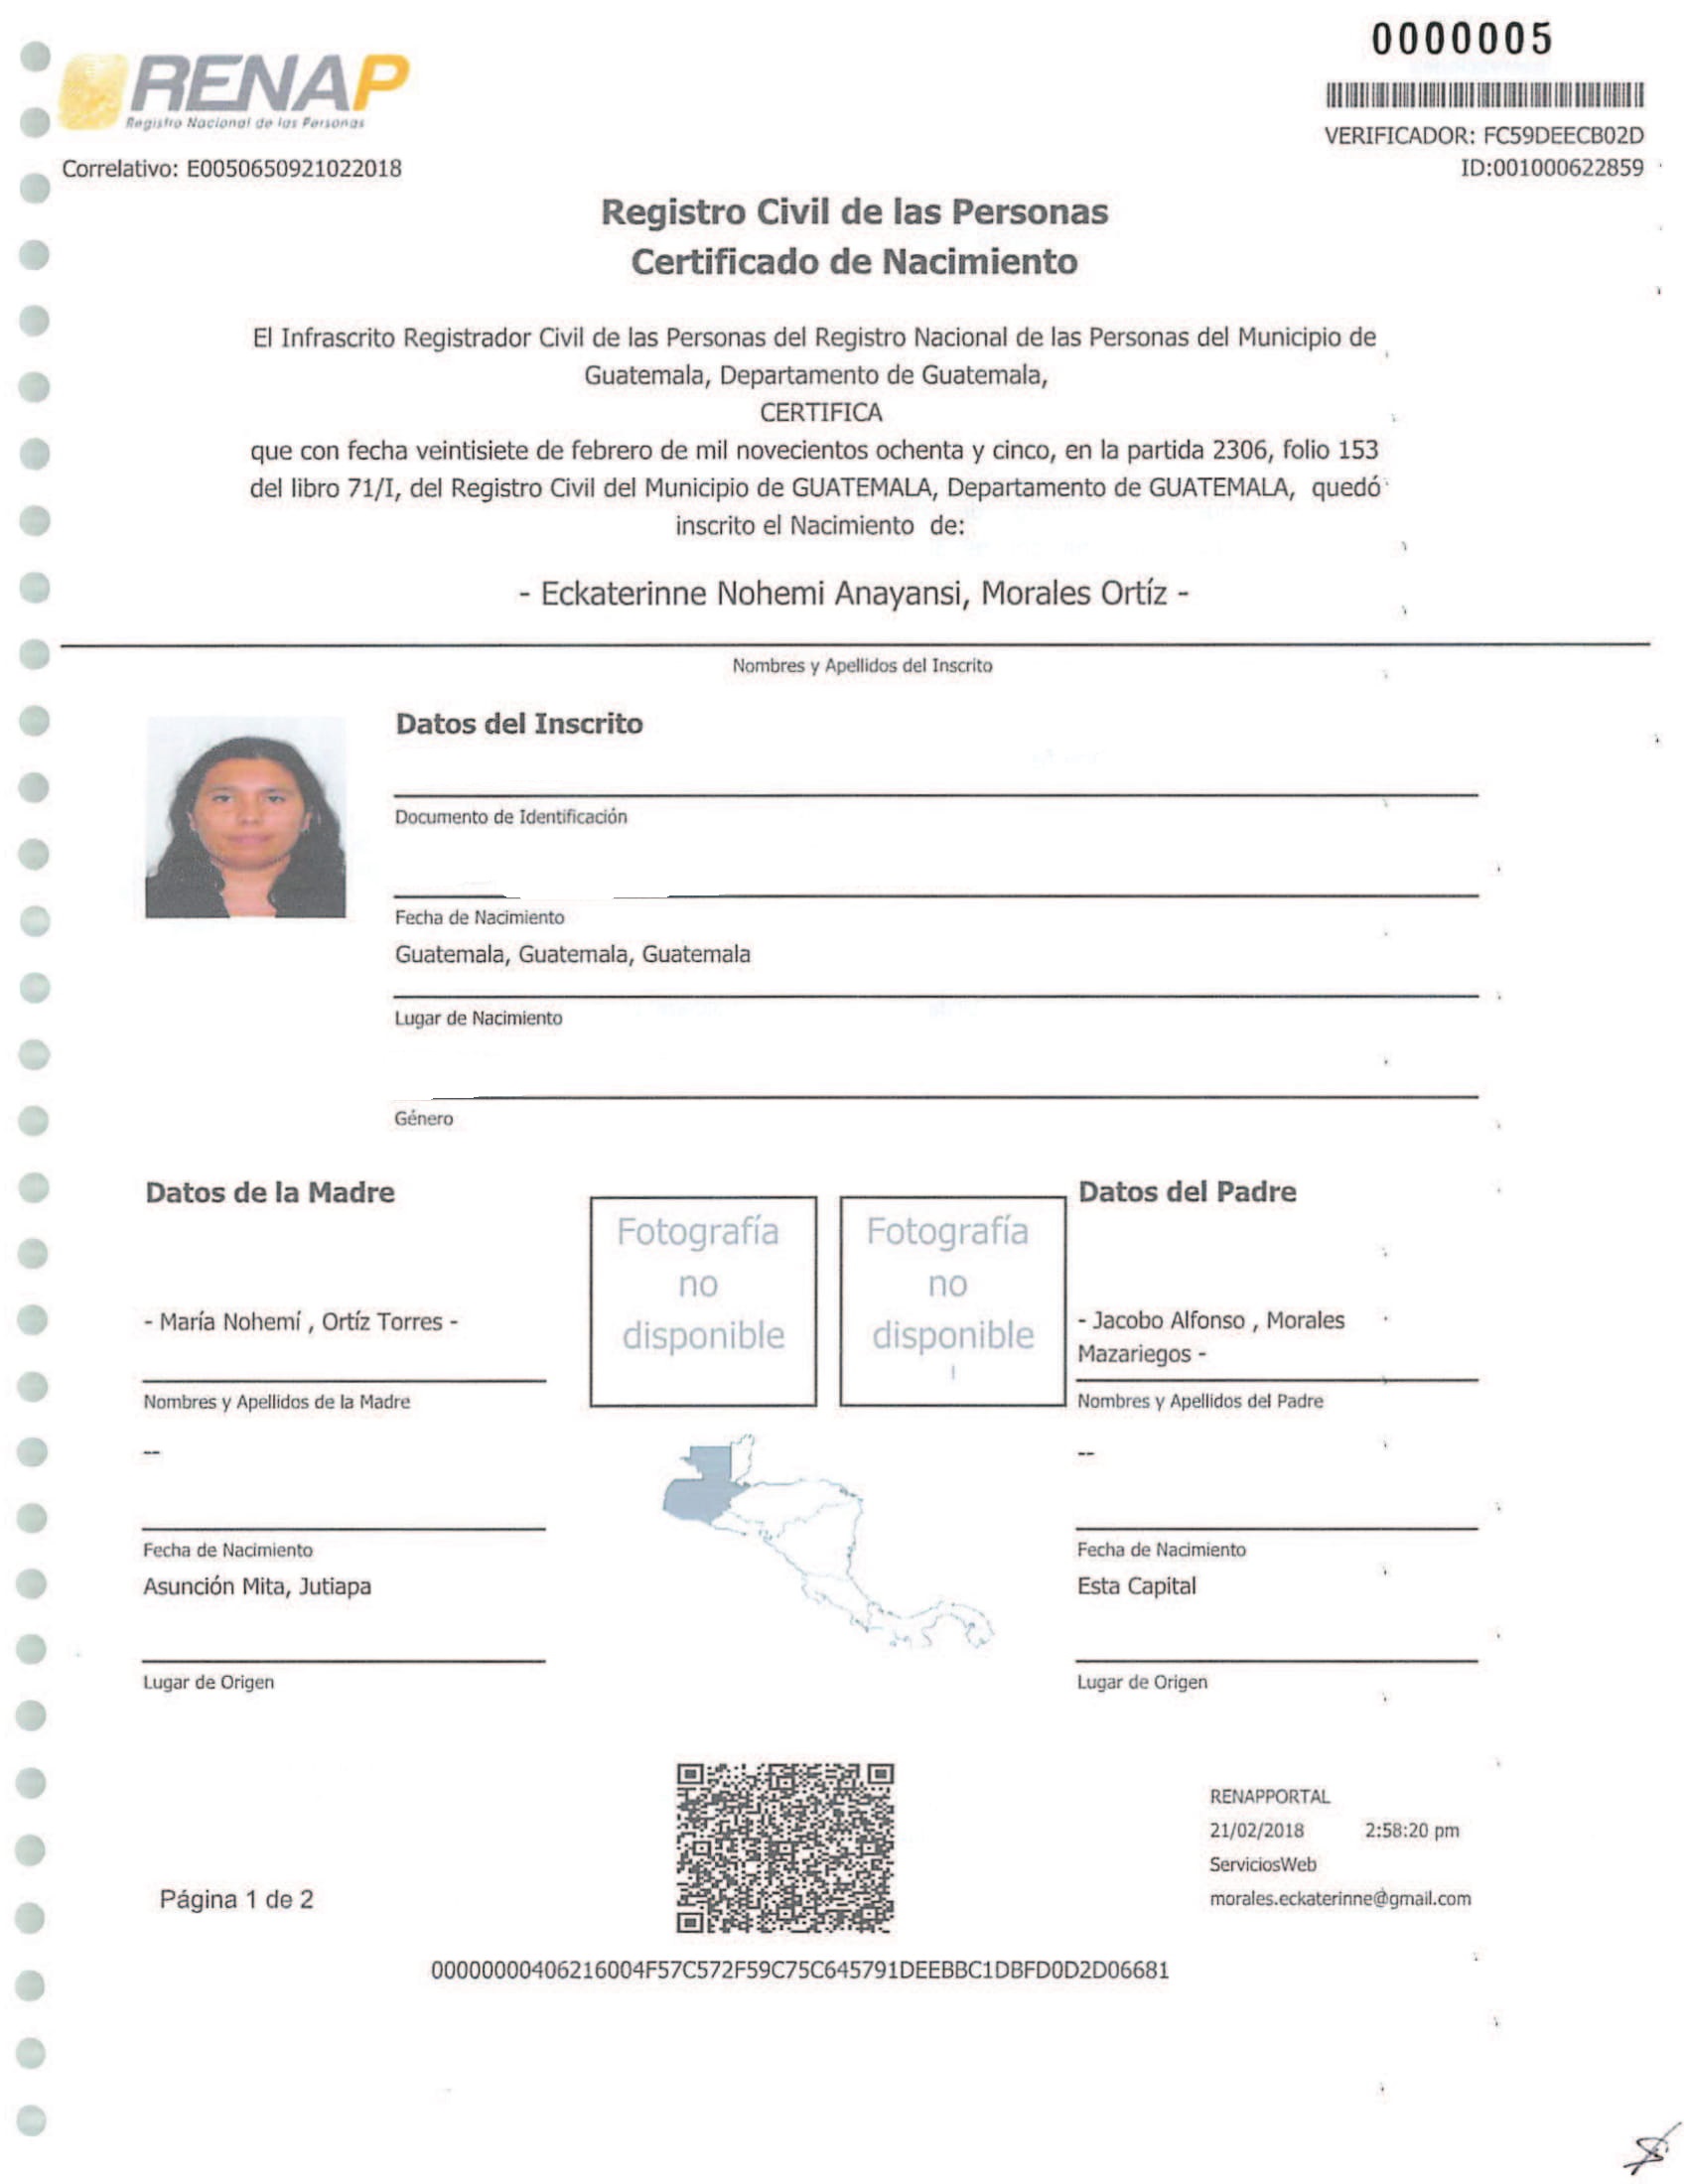 0000005
RENAP
Registro Nacional de las Personas
VERIFICADOR: FC59DEECB02D
Correlativo: E0050650921022018
ID:001000622859
Registro Civil de las Personas
Certificado de Nacimiento
El Infrascrito Registrador Civil de las Personas del Registro Nacional de las Personas del Municipio de
Guatemala, Departamento de Guatemala,
CERTIFICA
que con fecha veintisiete de febrero de mil novecientos ochenta y cinco, en la partida 2306, folio 153
del libro 71/I, del Registro Civil del Municipio de GUATEMALA, Departamento de GUATEMALA, quedó
inscrito el Nacimiento de:
- Eckaterinne Nohemi Anayansi, Morales Ortíz -
Nombres y Apellidos del Inscrito
Datos del Inscrito
Documento de Identificación
Fecha de Nacimiento
Guatemala, Guatemala, Guatemala
Lugar de Nacimiento
Género
Datos de la Madre
- María Nohemí , Ortíz Torres -
Nombres y Apellidos de la Madre
--
Fecha de Nacimiento
Asunción Mita, Jutiapa
Lugar de Origen
Fotografía
no
disponible
Fotografía
no
disponible
Datos del Padre
- Jacobo Alfonso , Morales
Mazariegos -
Nombres y Apellidos del Padre
--
Fecha de Nacimiento
Esta Capital
Lugar de Origen
RENAPPORTAL
21/02/2018 2:58:20 pm
ServiciosWeb
morales.eckaterinne@gmail.com
Página 1 de 2
00000000406216004F57C572F59C75C645791DEEBBC1DBFD0D2D06681